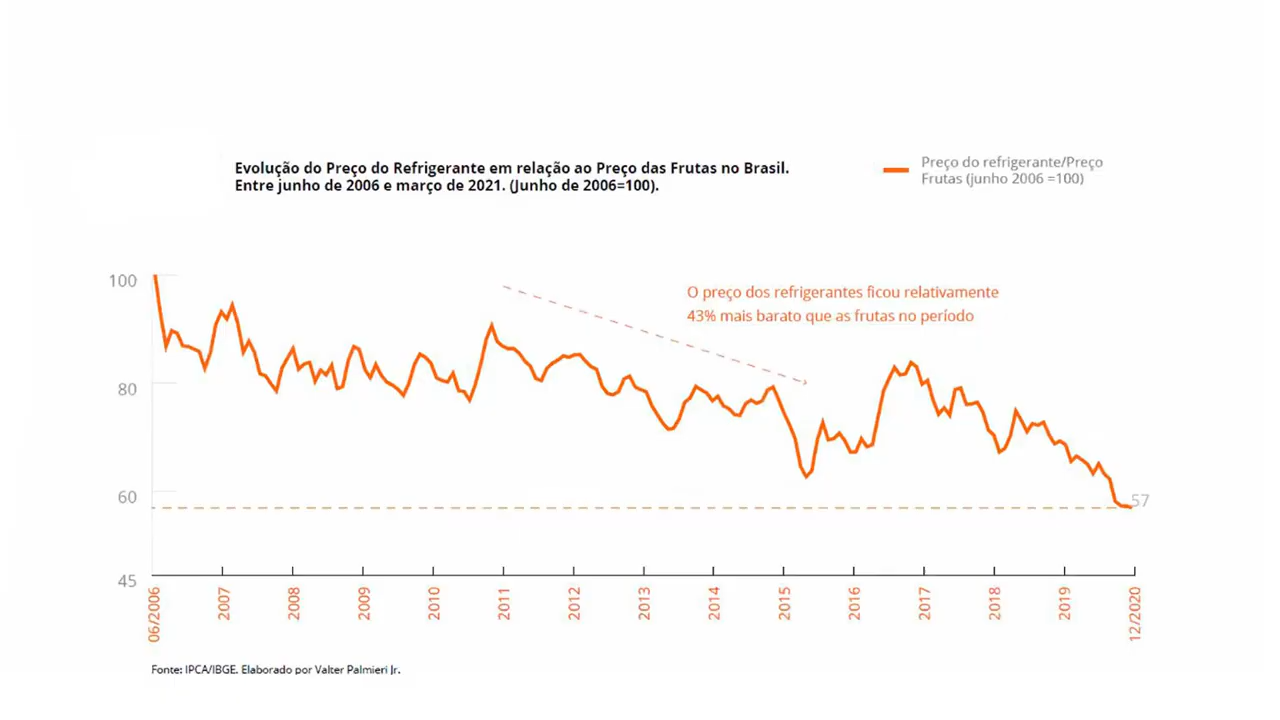 Evolução do Preço do Refrigerante em relação ao Preço das Frutas no Brasil.
Entre junho de 2006 e março de 2021. (Junho de 2006=100).
Preço do refrigerante/Preço
Frutas (junho 2006 =100)
100
O preço dos refrigerantes ficou relativamente
43% mais barato que as frutas no período
80
60
57
45
06/2006
2007
2008
2009
2010
2011
2012
2013
2014
2015
2016
2017
2018
2019
12/2020
Fonte: IPCA/IBGE. Elaborado por Valter Palmieri Jr.